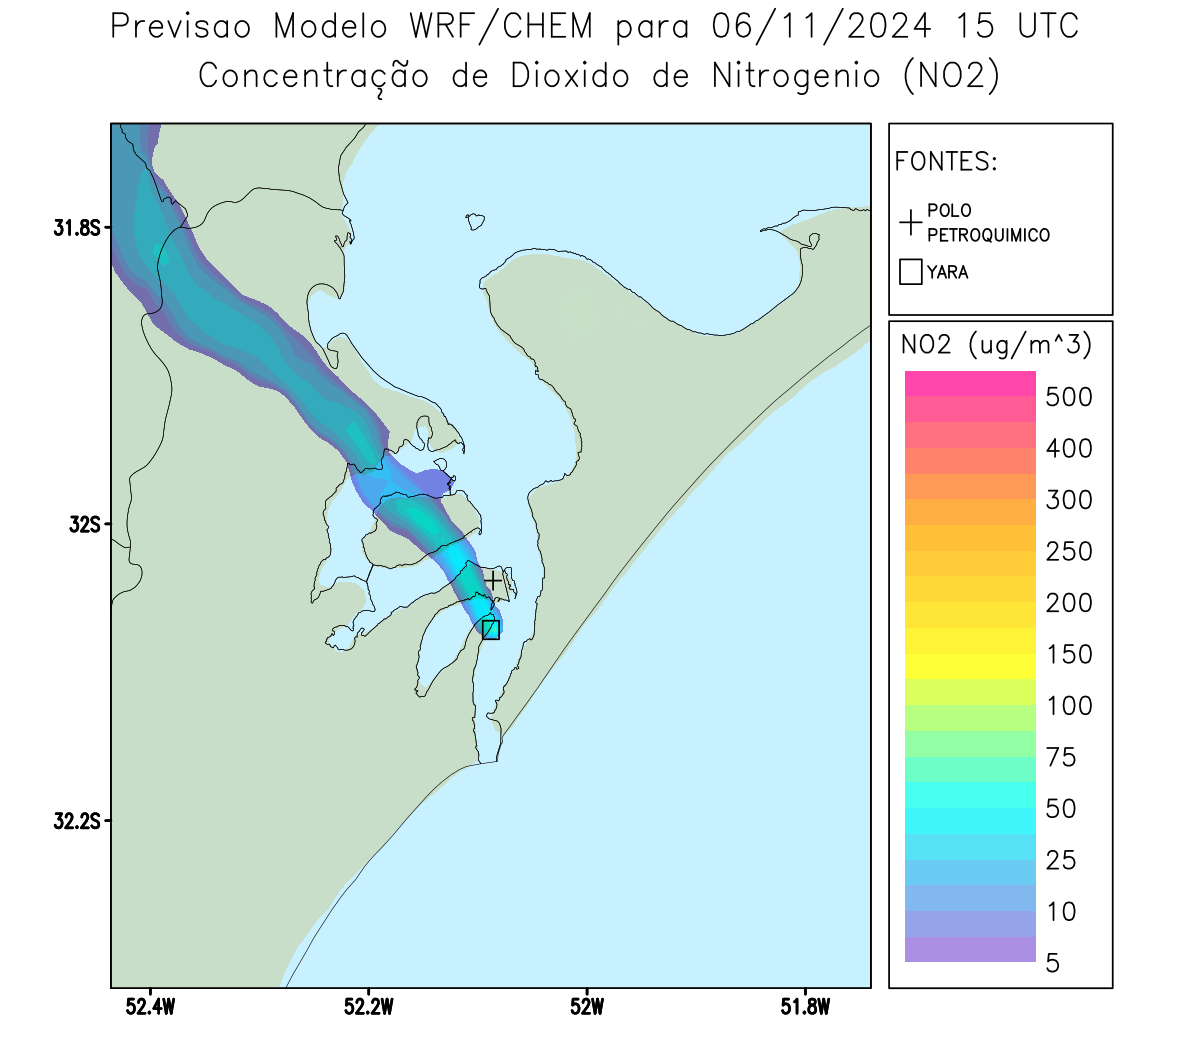 Previsao Modelo WRF/CHEM para 06/11/2024 15 UTC
Concentração de Dioxido de Nitrogenio (NO2)
FONTES:
POLO
PETROQUIMICO
YARA
31.8S
32S
32.2S
52.4W
52.2W
52W
51.8W
NO2 (ug/m^3)
500
400
300
250
200
150
100
75
50
25
10
5